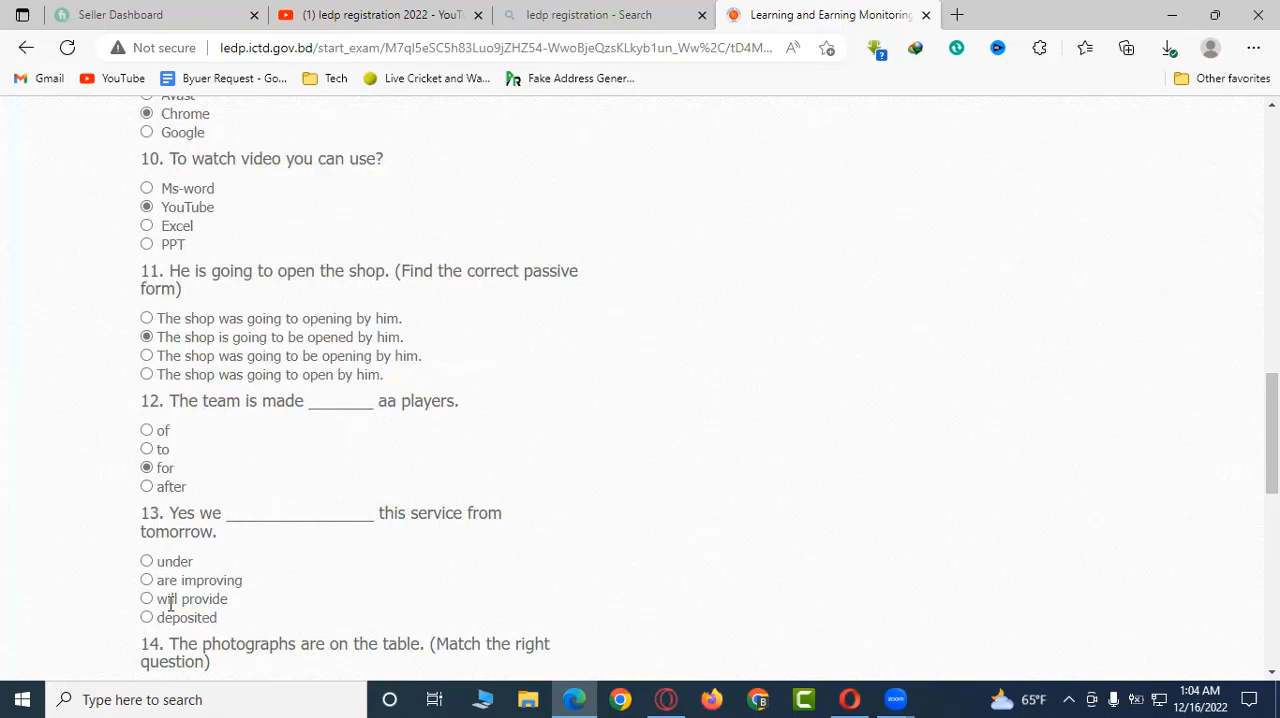 Seller Dashboard
(1) ledp registration 2022 - YouT
ledp registration - Search
Learning and Earning Monitoring
Not secure
ledp.ictd.gov.bd/start_exam/M7ql5eSC5h83Luo9jZHZ54-WwoBjeQzsKLkyb1un_Ww%2C/tD4M...
Gmail
YouTube
Byuer Request - Go...
Tech
Live Cricket and Wa...
Fake Address Gener...
Other favorites
Avast
Chrome
Google
10. To watch video you can use?
Ms-word
YouTube
Excel
PPT
11. He is going to open the shop. (Find the correct passive
form)
The shop was going to opening by him.
The shop is going to be opened by him.
The shop was going to be opening by him.
The shop was going to open by him.
12. The team is made _______ aa players.
of
to
for
after
13. Yes we ________________ this service from
tomorrow.
under
are improving
will provide
deposited
14. The photographs are on the table. (Match the right
question)
Type here to search
65°F
1:04 AM
12/16/2022